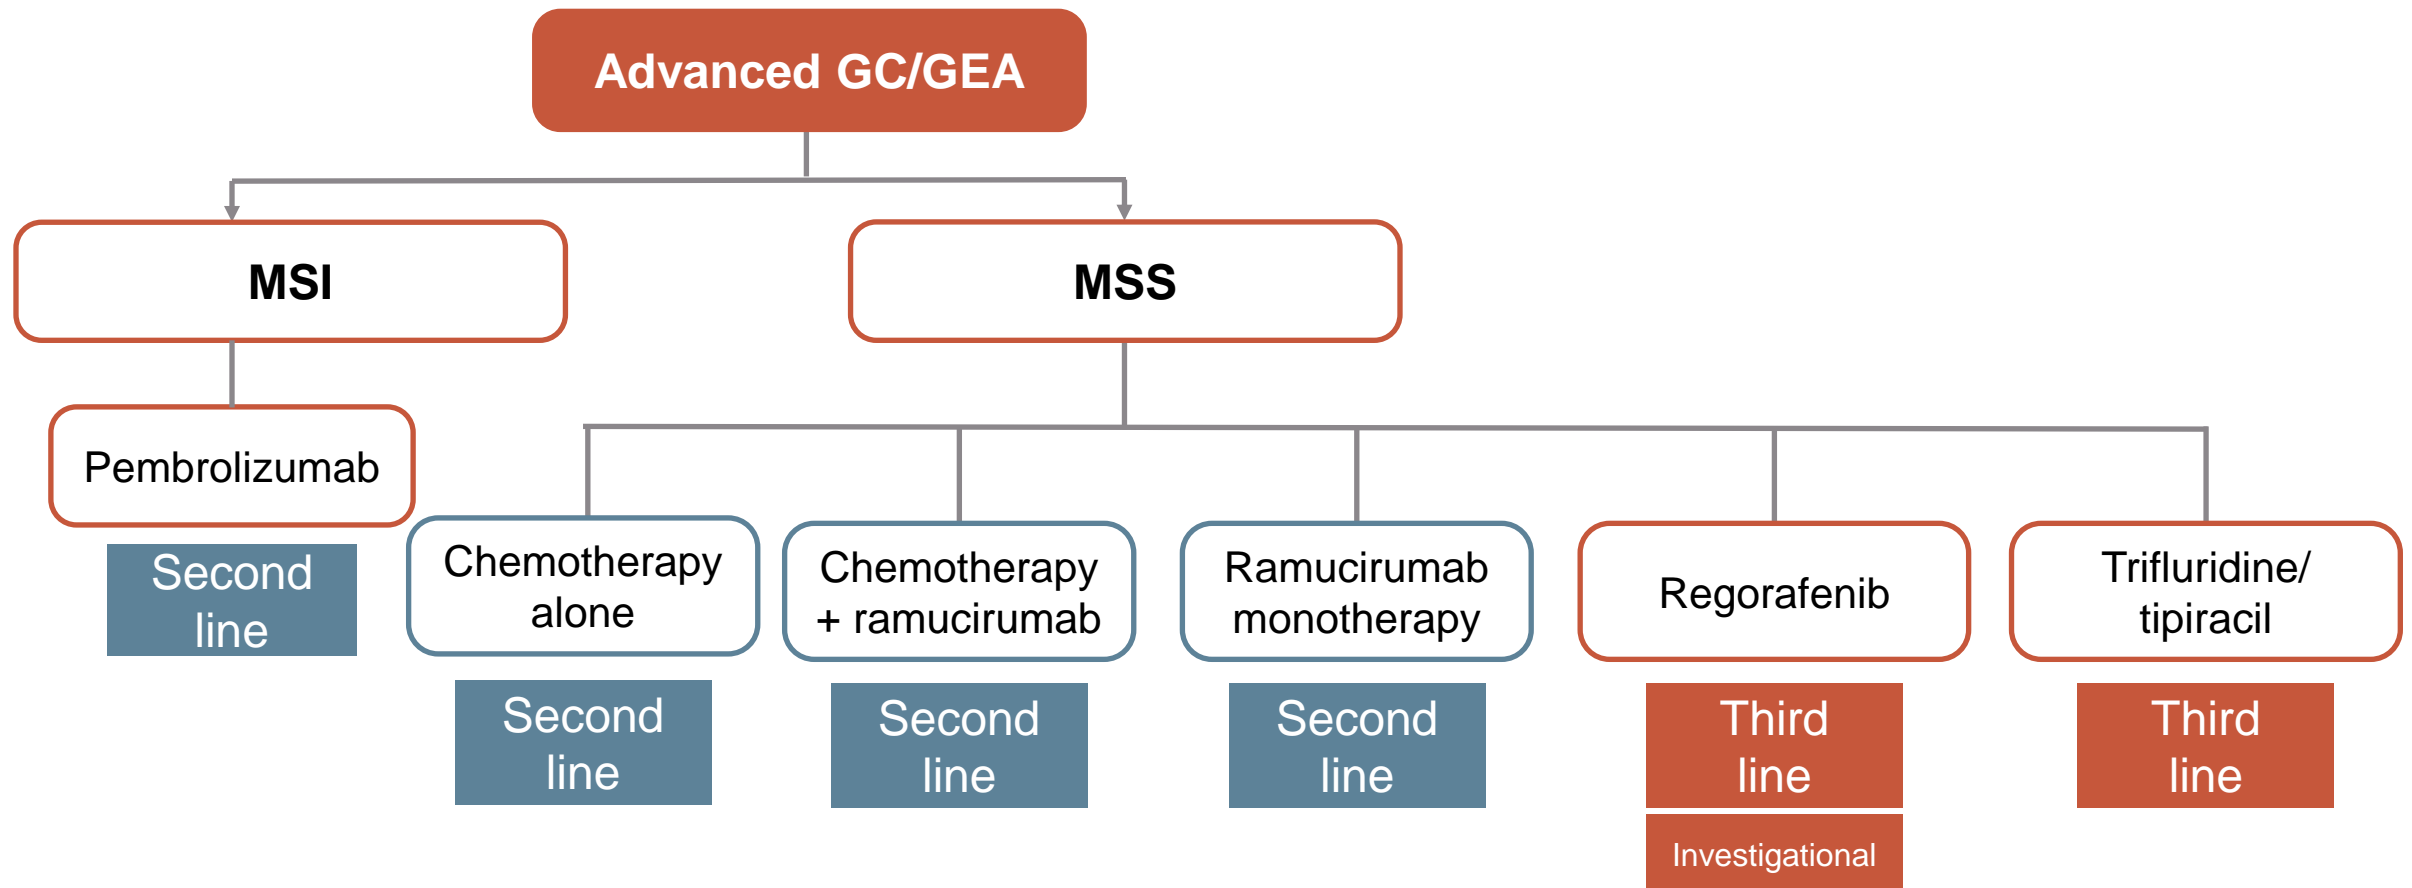 Advanced GC/GEA
MSI
MSS
Pembrolizumab
Second
line
Chemotherapy
alone
Second
line
Chemotherapy
+ ramucirumab
Second
line
Ramucirumab
monotherapy
Second
line
Regorafenib
Third
line
Investigational
Trifluridine/
tipiracil
Third
line